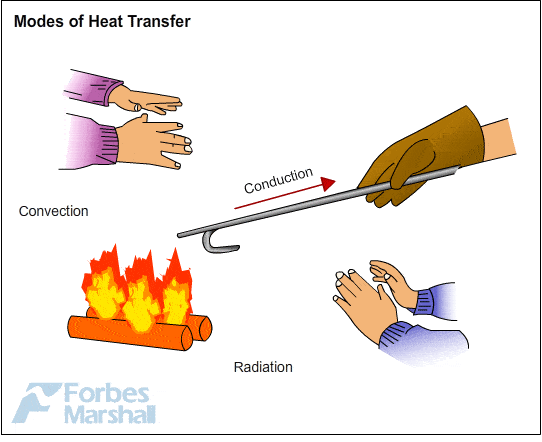 Modes of Heat Transfer
Conduction
Convection
Radiation
Forbes
Marshall